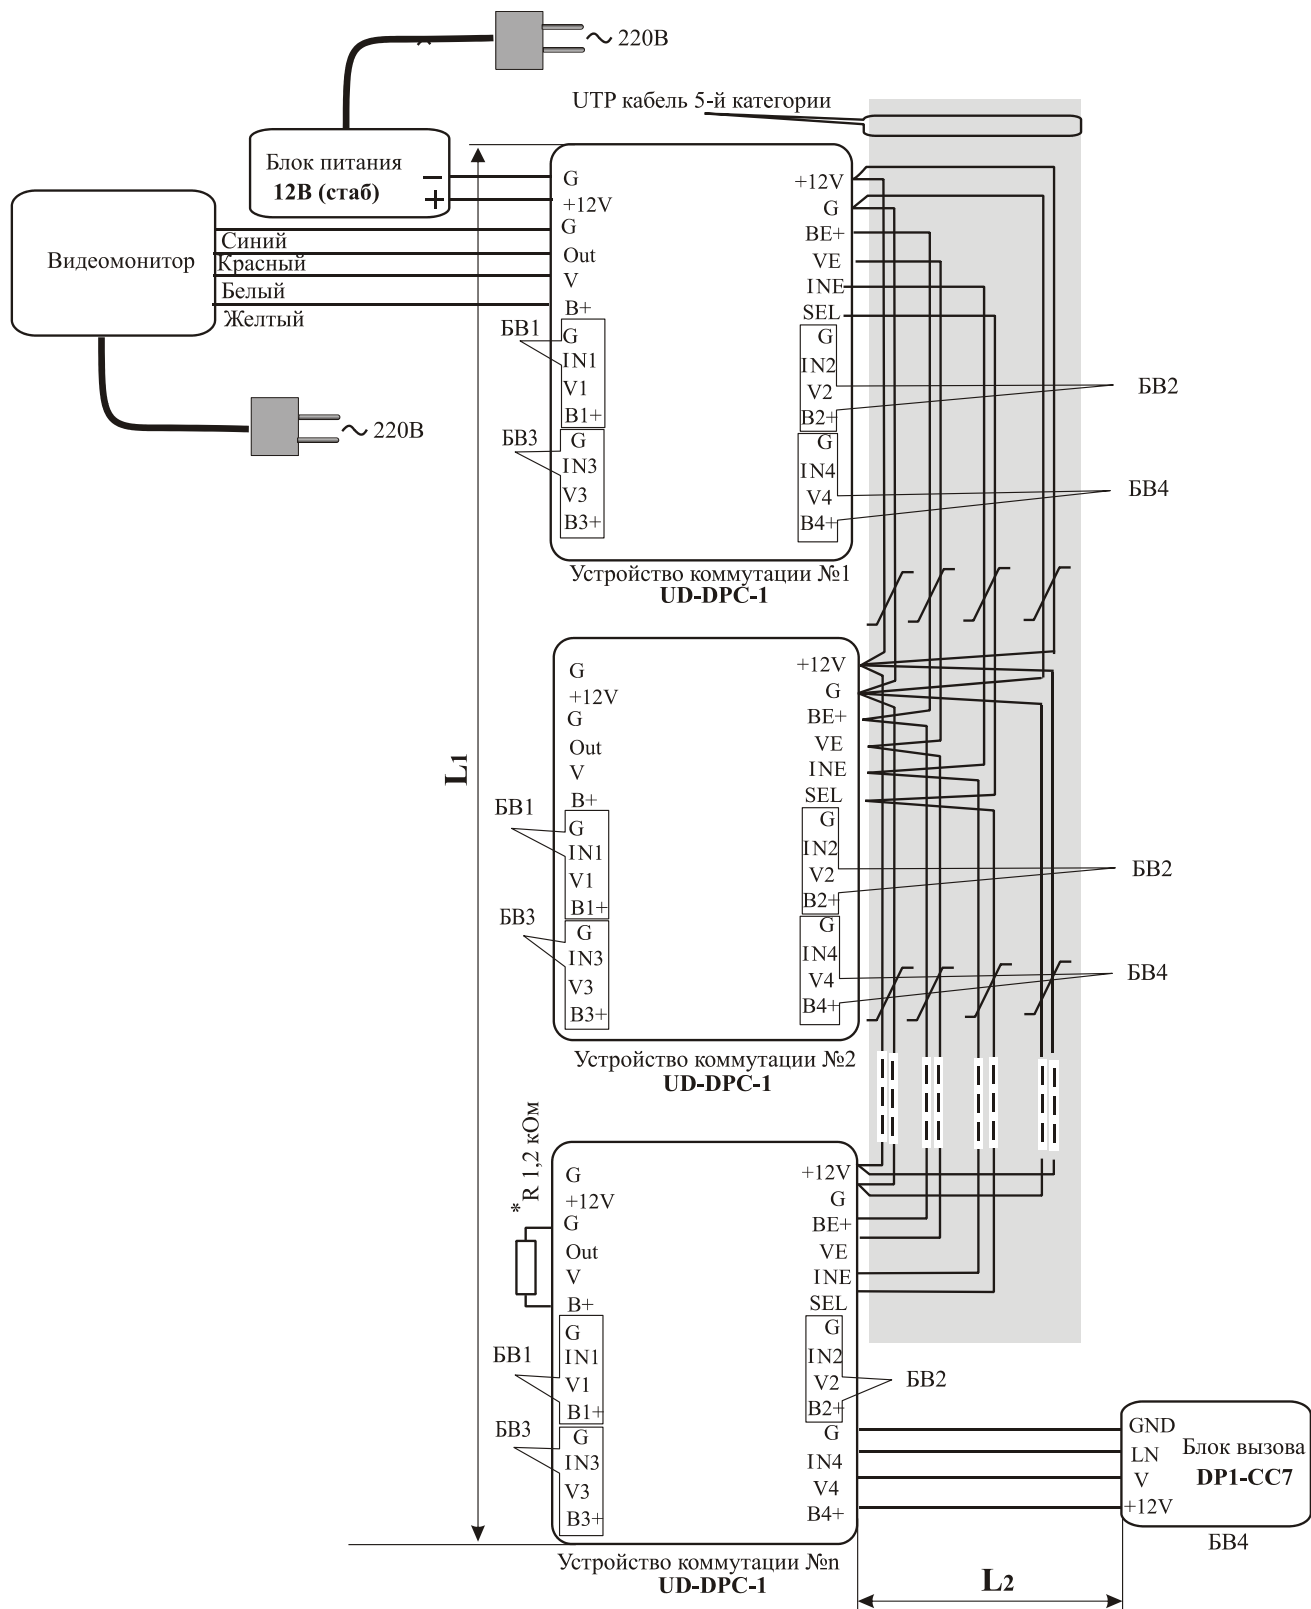 220В
UTP кабель 5-й категории
Блок питания
12В (стаб)
−
+
Видеомонитор
Синий
Красный
Белый
Желтый
220В
G
+12V
G
Out
V
B+
БВ1
G
IN1
V1
B1+
БВ3
G
IN3
V3
B3+
+12V
G
BE+
VE
INE
SEL
G
IN2
V2
B2+
БВ2
G
IN4
V4
B4+
БВ4
Устройство коммутации №1
UD-DPC-1
L1
G
+12V
G
Out
V
B+
БВ1
G
IN1
V1
B1+
БВ3
G
IN3
V3
B3+
+12V
G
BE+
VE
INE
SEL
G
IN2
V2
B2+
БВ2
G
IN4
V4
B4+
БВ4
Устройство коммутации №2
UD-DPC-1
* R 1,2 кОм
G
+12V
G
Out
V
B+
БВ1
G
IN1
V1
B1+
БВ3
G
IN3
V3
B3+
+12V
G
BE+
VE
INE
SEL
G
IN2
V2
B2+
БВ2
G
IN4
V4
B4+
GND
LN
V
+12V
Блок вызова
DP1-CC7
БВ4
Устройство коммутации №n
UD-DPC-1
L2